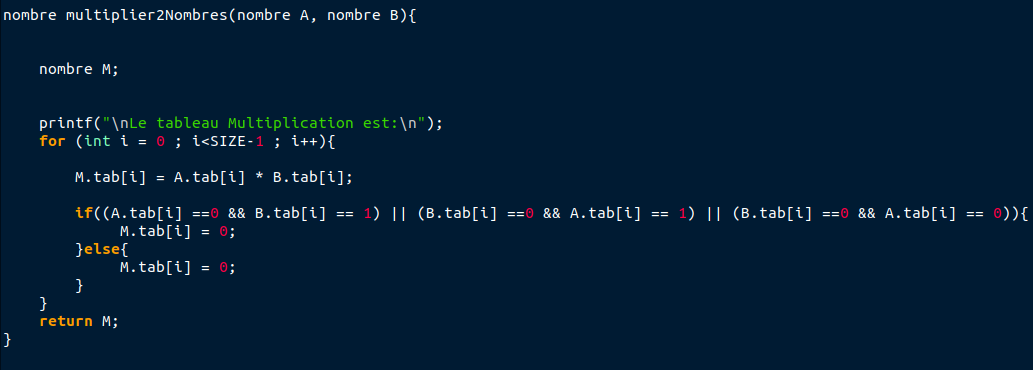 nombre multiplier2Nombres(nombre A, nombre B){
nombre M;
printf("\nLe tableau Multiplication est:\n");
for (int i = 0 ; i<SIZE-1 ; i++){
M.tab[i] = A.tab[i] * B.tab[i];
if((A.tab[i] ==0 && B.tab[i] == 1) || (B.tab[i] ==0 && A.tab[i] == 1) || (B.tab[i] ==0 && A.tab[i] == 0)){
M.tab[i] = 0;
}else{
M.tab[i] = 0;
}
}
return M;
}